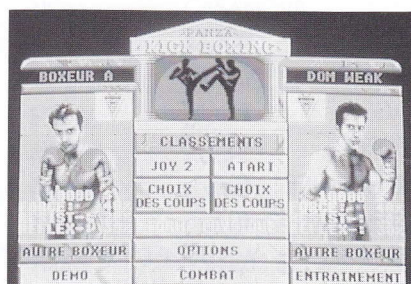 PANZA
KICK BOXING
BOXEUR A
DOM WEAK
CLASSEMENTS
JOY 2
ATARI
CHOIX DES COUPS
CHOIX DES COUPS
AUTRE BOXEUR
OPTIONS
AUTRE BOXEUR
DEMO
COMBAT
ENTRAINEMENT